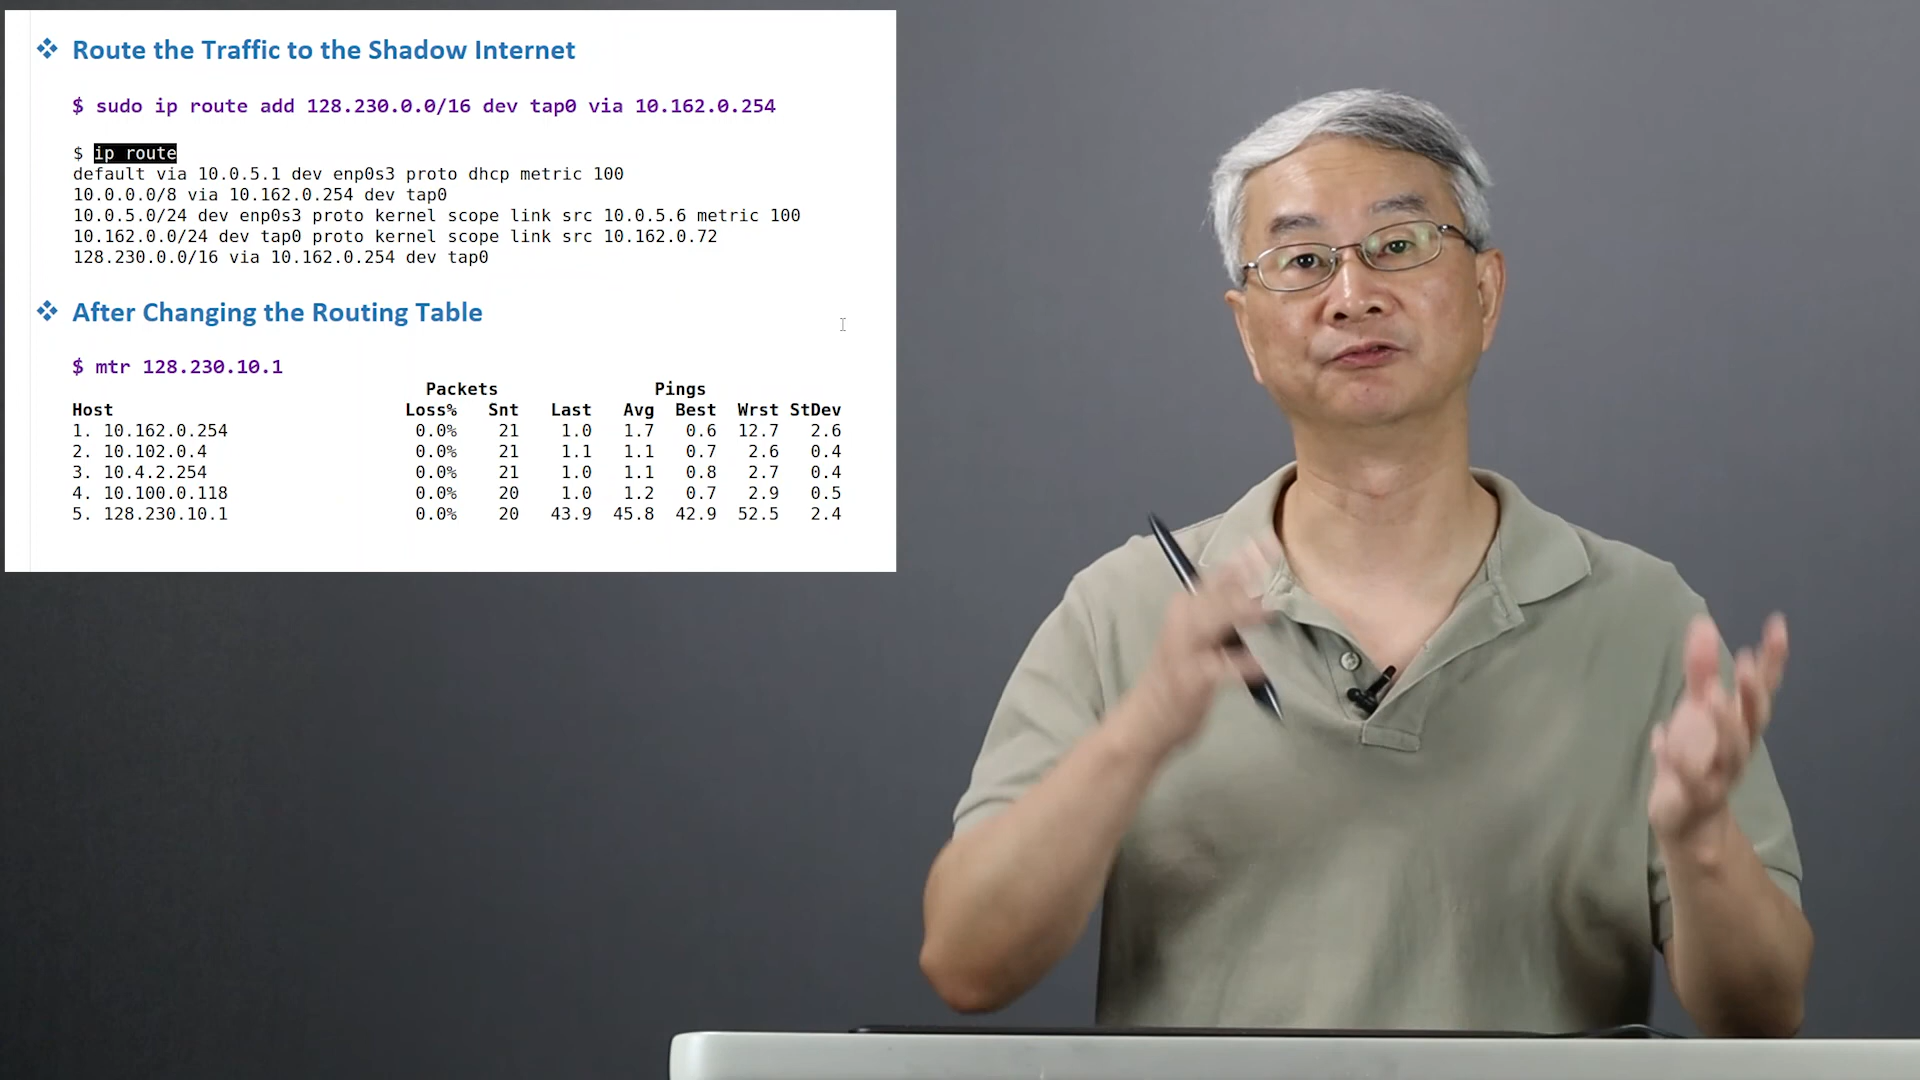 Route the Traffic to the Shadow Internet
$ sudo ip route add 128.230.0.0/16 dev tap0 via 10.162.0.254
$ ip route
default via 10.0.5.1 dev enp0s3 proto dhcp metric 100
10.0.0.0/8 via 10.162.0.254 dev tap0
10.0.5.0/24 dev enp0s3 proto kernel scope link src 10.0.5.6 metric 100
10.162.0.0/24 dev tap0 proto kernel scope link src 10.162.0.72
128.230.0.0/16 via 10.162.0.254 dev tap0
After Changing the Routing Table
$ mtr 128.230.10.1
Packets Pings
Host Loss% Snt Last Avg Best Wrst StDev
1. 10.162.0.254 0.0% 21 1.0 1.7 0.6 12.7 2.6
2. 10.102.0.4 0.0% 21 1.1 1.1 0.7 2.6 0.4
3. 10.4.2.254 0.0% 21 1.0 1.1 0.8 2.7 0.4
4. 10.100.0.118 0.0% 20 1.0 1.2 0.7 2.9 0.5
5. 128.230.10.1 0.0% 20 43.9 45.8 42.9 52.5 2.4